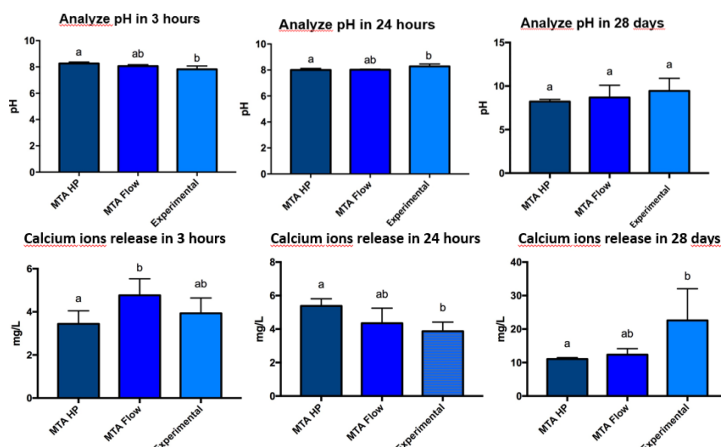 Analyze pH in 3 hours
10
8
6
4
2
0
pH
a
ab
b
MTA HP
MTA Flow
Experimental
Analyze pH in 24 hours
10
8
6
4
2
0
pH
a
ab
b
MTA HP
MTA Flow
Experimental
Analyze pH in 28 days
15
10
5
0
pH
a
a
a
MTA HP
MTA Flow
Experimental
Calcium ions release in 3 hours
6
4
2
0
mg/L
a
b
ab
MTA HP
MTA Flow
Experimental
Calcium ions release in 24 hours
8
6
4
2
0
mg/L
a
ab
b
MTA HP
MTA Flow
Experimental
Calcium ions release in 28 days
40
30
20
10
0
mg/L
a
ab
b
MTA HP
MTA Flow
Experimental